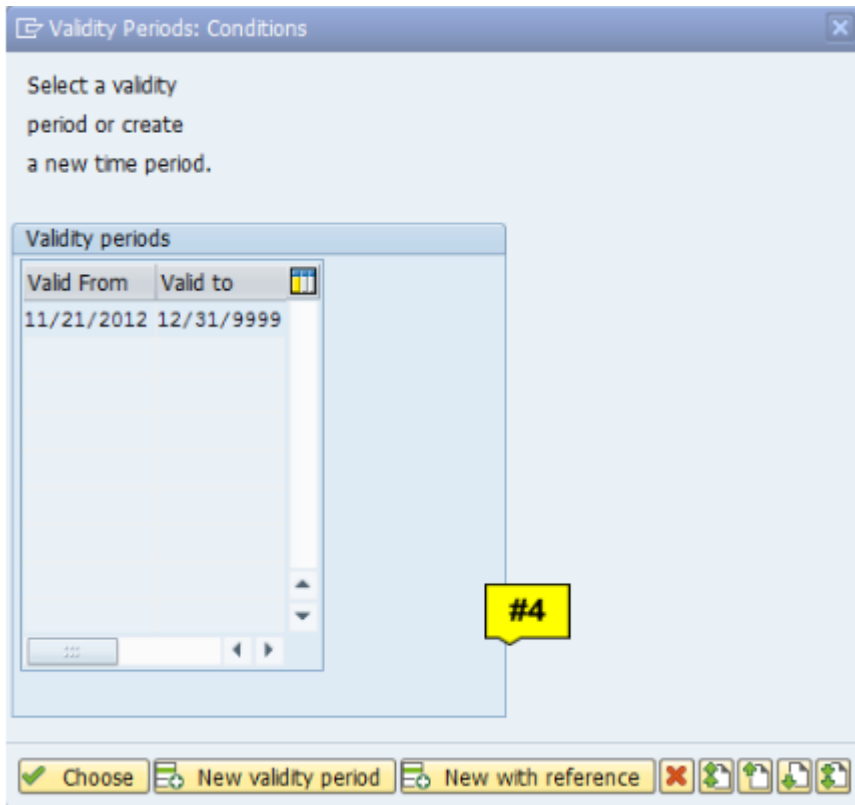 Validity Periods: Conditions
Select a validity
period or create
a new time period.
Validity periods
Valid From Valid to
11/21/2012 12/31/9999
#4
Choose New validity period New with reference